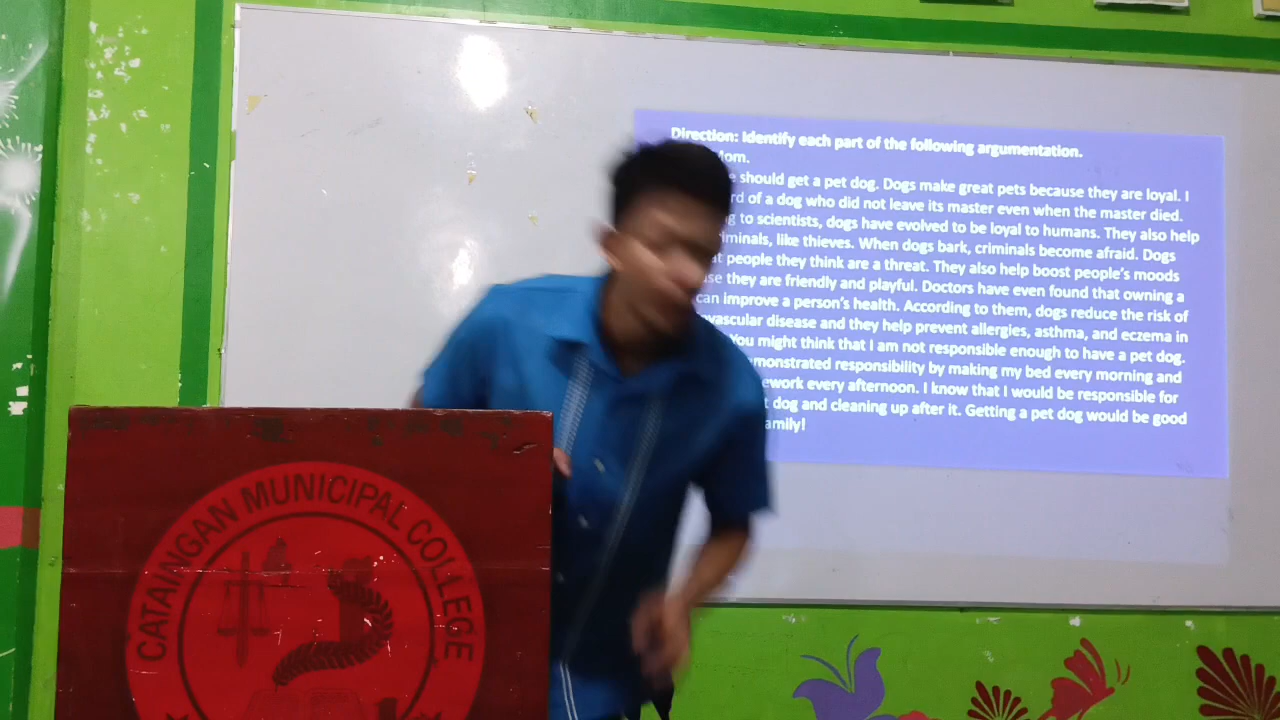 Direction: Identify each part of the following argumentation.
Mom.
should get a pet dog. Dogs make great pets because they are loyal. I
of a dog who did not leave its master even when the master died.
to scientists, dogs have evolved to be loyal to humans. They also help
criminals, like thieves. When dogs bark, criminals become afraid. Dogs
people they think are a threat. They also help boost people's moods
they are friendly and playful. Doctors have even found that owning a
can improve a person's health. According to them, dogs reduce the risk of
disease and they help prevent allergies, asthma, and eczema in
You might think that I am not responsible enough to have a pet dog.
demonstrated responsibility by making my bed every morning and
every afternoon. I know that I would be responsible for
dog and cleaning up after it. Getting a pet dog would be good
family!
CATAINGAN MUNICIPAL COLLEGE